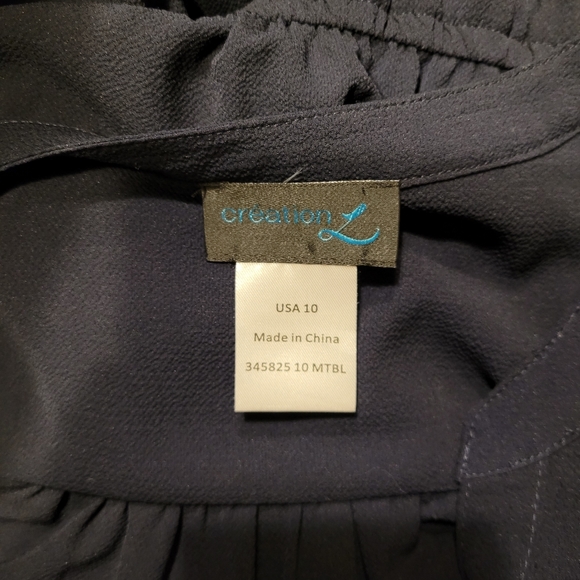 creation L
USA 10
Made in China
345825 10 MTBL